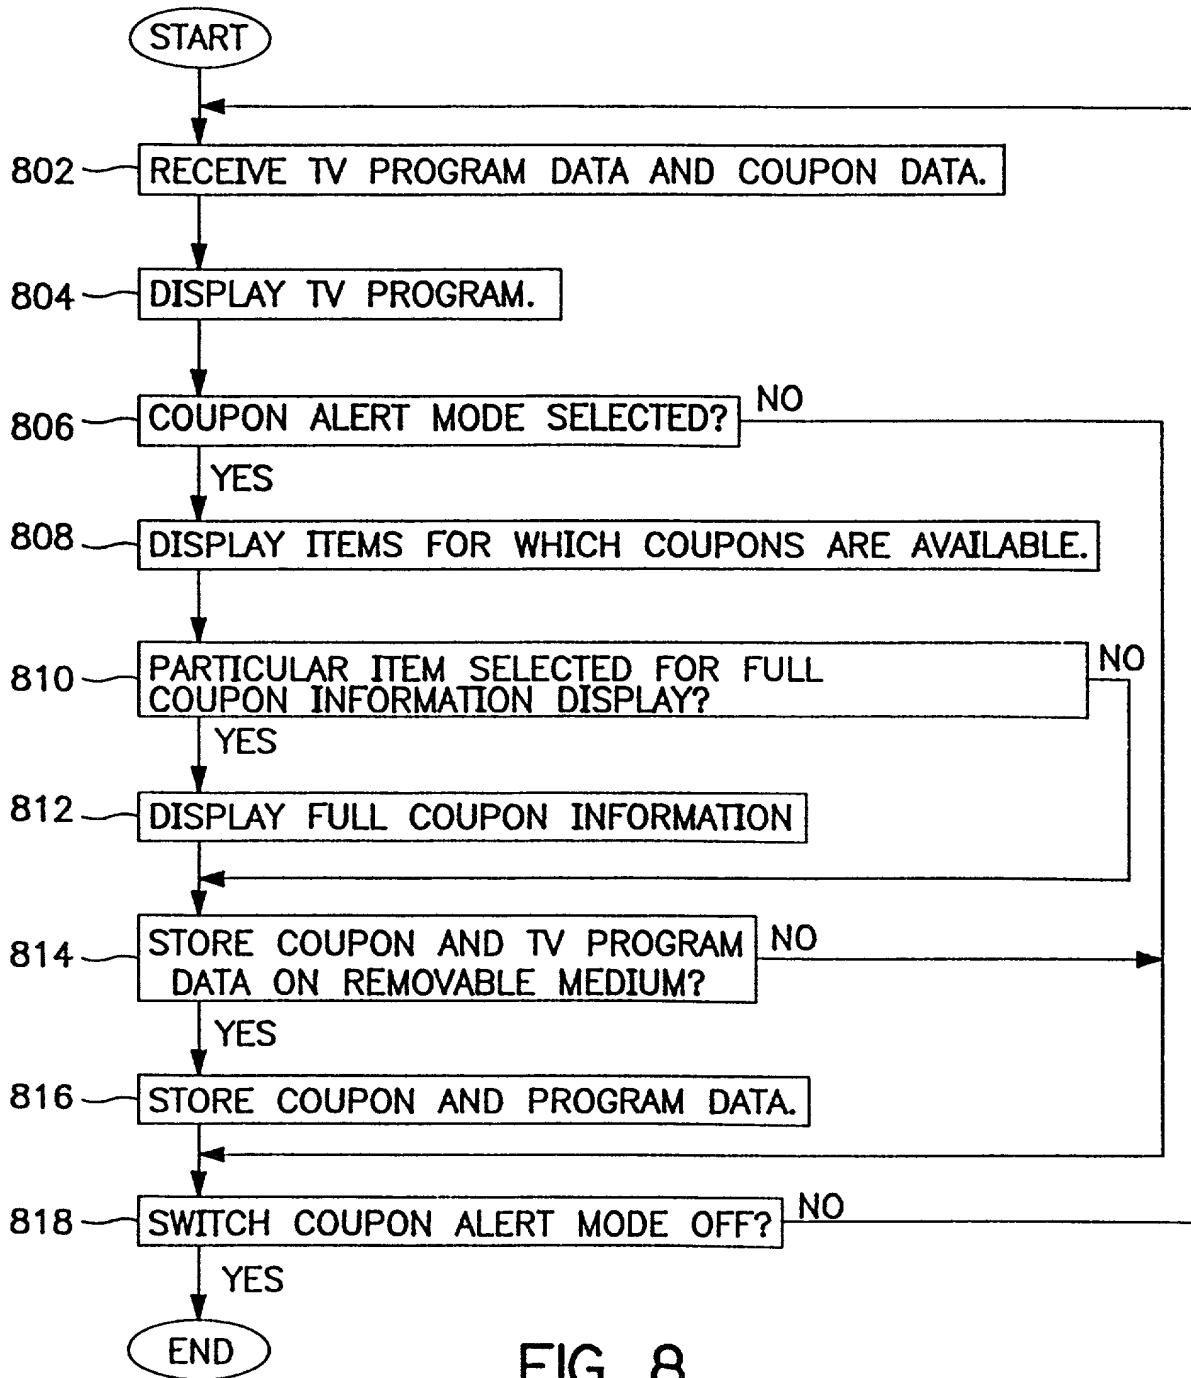 START
802
RECEIVE TV PROGRAM DATA AND COUPON DATA.
804
DISPLAY TV PROGRAM.
806
COUPON ALERT MODE SELECTED?
NO
YES
808
DISPLAY ITEMS FOR WHICH COUPONS ARE AVAILABLE.
810
PARTICULAR ITEM SELECTED FOR FULL
COUPON INFORMATION DISPLAY?
NO
YES
812
DISPLAY FULL COUPON INFORMATION
814
STORE COUPON AND TV PROGRAM
DATA ON REMOVABLE MEDIUM?
NO
YES
816
STORE COUPON AND PROGRAM DATA.
818
SWITCH COUPON ALERT MODE OFF?
NO
YES
END
FIG. 8